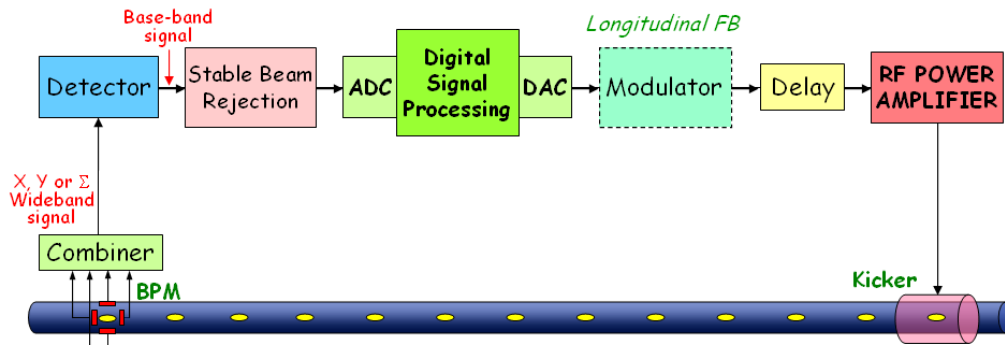 Base-band
signal
Longitudinal FB
Detector
Stable Beam
Rejection
ADC
Digital
Signal
Processing
DAC
Modulator
Delay
RF POWER
AMPLIFIER
X, Y or Σ
Wideband
signal
Combiner
BPM
Kicker